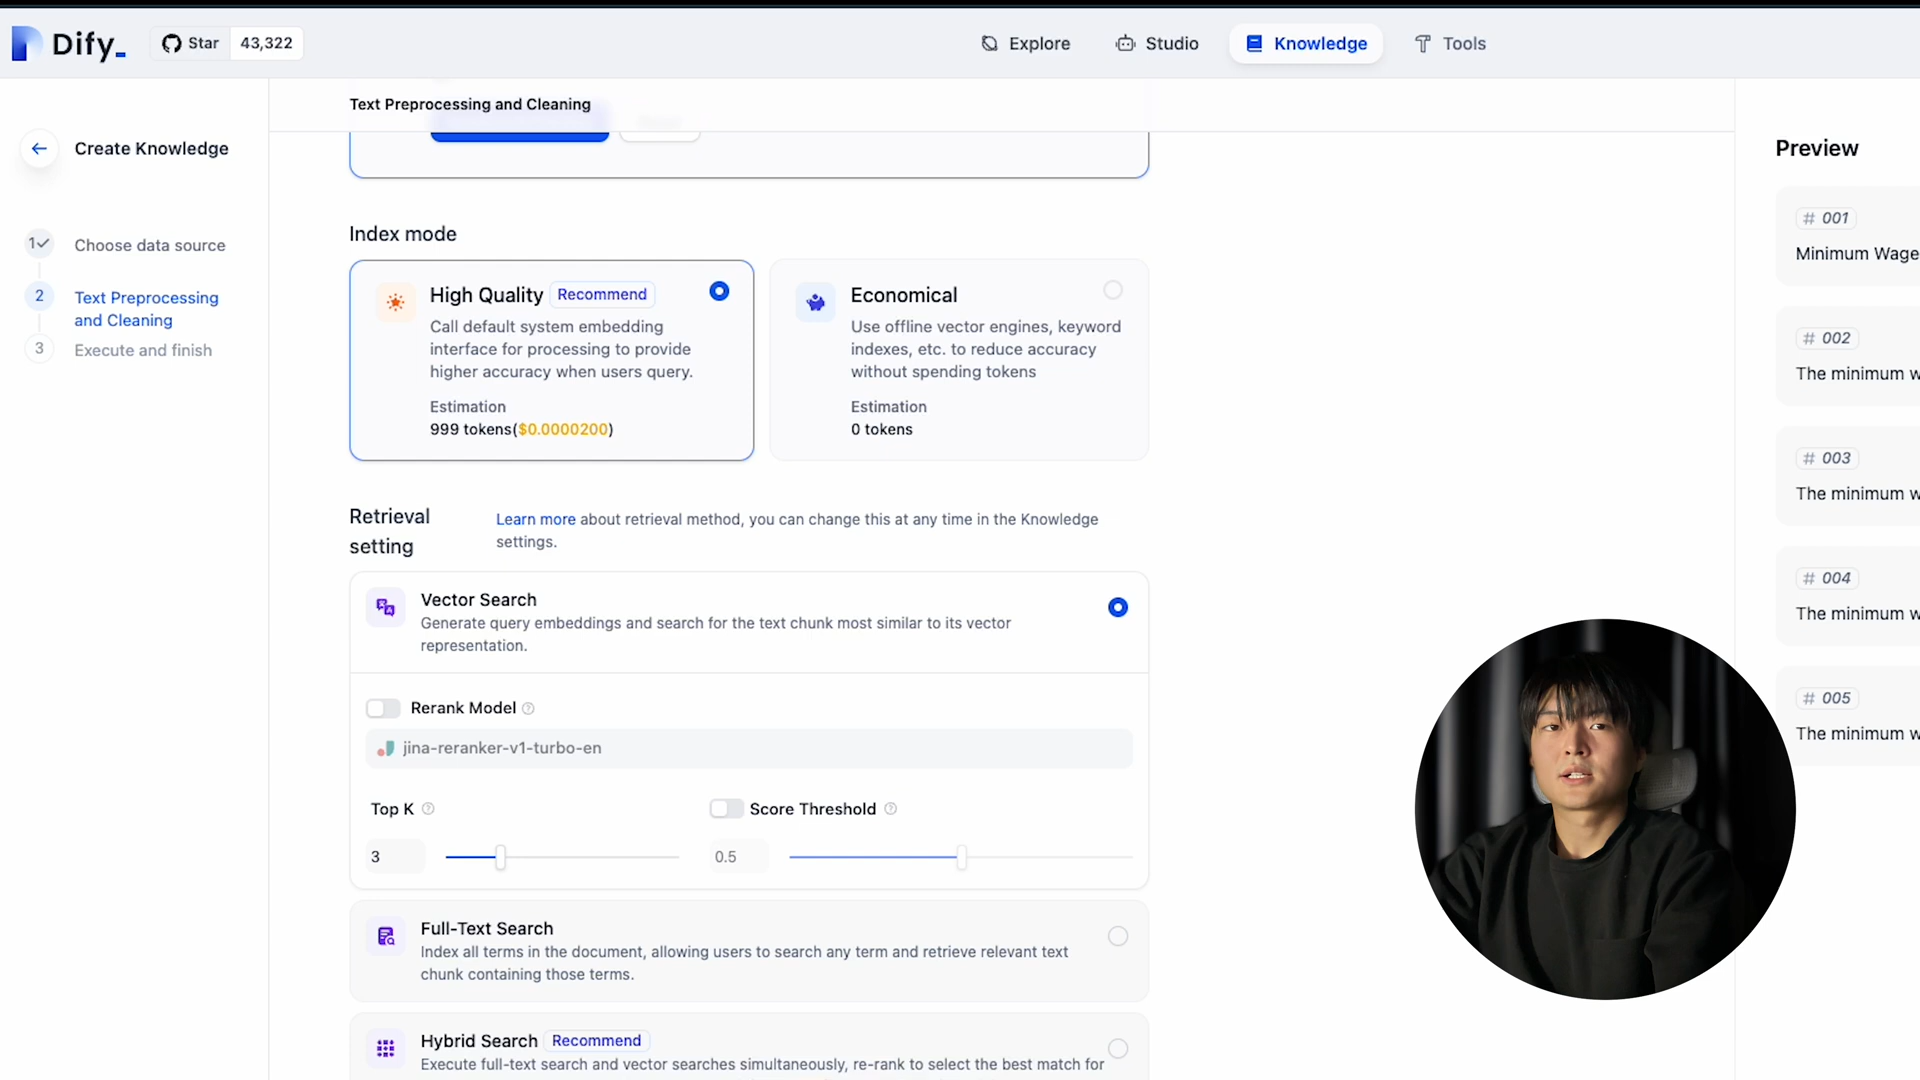 Dify_
Star 43,322
Explore
Studio
Knowledge
Tools
Create Knowledge
1 Choose data source
2 Text Preprocessing
and Cleaning
3 Execute and finish
Text Preprocessing and Cleaning
Index mode
High Quality Recommend
Call default system embedding
interface for processing to provide
higher accuracy when users query.
Estimation
999 tokens($0.0000200)
Economical
Use offline vector engines, keyword
indexes, etc. to reduce accuracy
without spending tokens
Estimation
0 tokens
Retrieval
setting
Learn more about retrieval method, you can change this at any time in the Knowledge
settings.
Vector Search
Generate query embeddings and search for the text chunk most similar to its vector
representation.
Rerank Model
jina-reranker-v1-turbo-en
Top K
3
Score Threshold
0.5
Full-Text Search
Index all terms in the document, allowing users to search any term and retrieve relevant text
chunk containing those terms.
Hybrid Search Recommend
Execute full-text search and vector searches simultaneously, re-rank to select the best match for
Preview
# 001
Minimum Wage
# 002
The minimum w
# 003
The minimum w
# 004
The minimum w
# 005
The minimum w